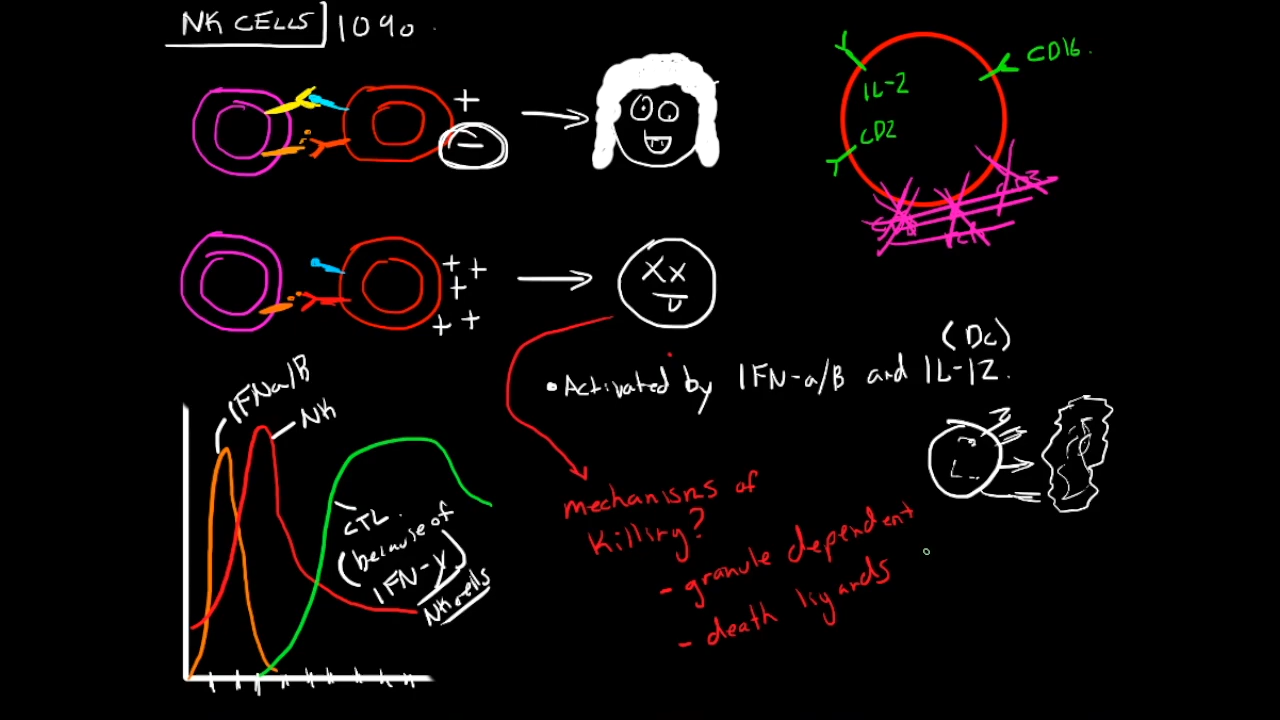 NK CELLS 10%.
+
-
IL-2
CD16.
CD2
+ +
+
+ +
X X
(DC)
• Activated by IFN-a/B and IL-12.
IFNa/B
NK
CTL.
(because of
IFN-γ)
NK cells
mechanisms of
killing?
- granule dependent
- death ligands